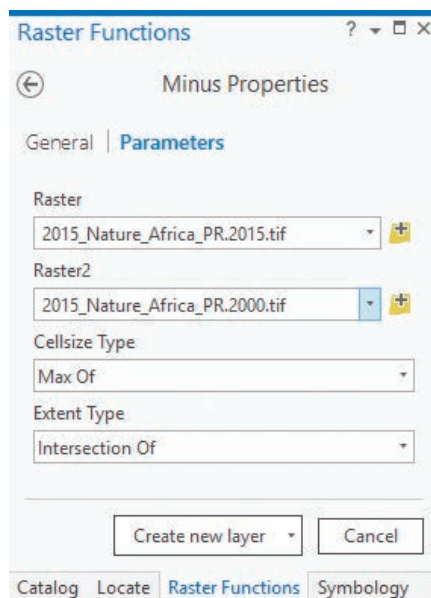 Raster Functions ?
Minus Properties
General | Parameters
Raster
2015_Nature_Africa_PR.2015.tif
Raster2
2015_Nature_Africa_PR.2000.tif
Cellsize Type
Max Of
Extent Type
Intersection Of
Create new layer Cancel
Catalog Locate Raster Functions Symbology